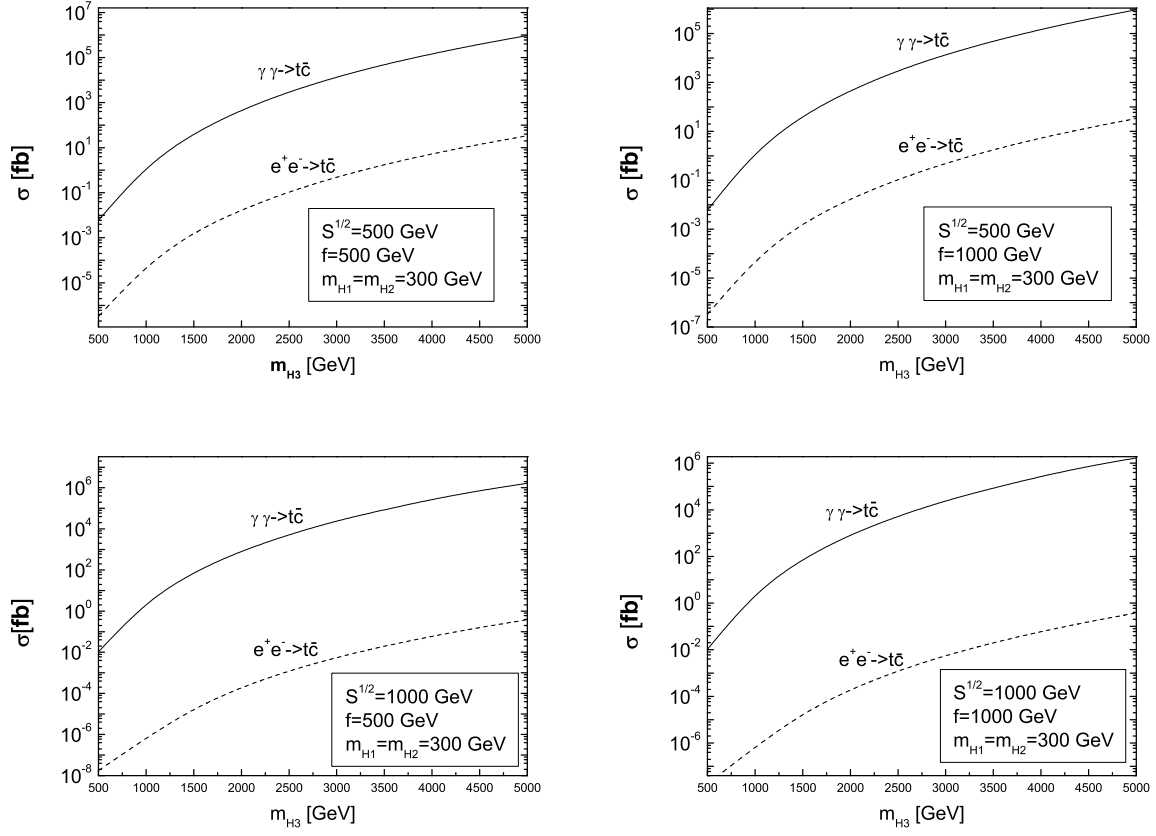 10^7
10^5
10^3
10^1
10^-1
10^-3
10^-5
σ [fb]
γ γ->tc̄
e^+e^-->tc̄
S^1/2=500 GeV
f=500 GeV
m_H1=m_H2=300 GeV
500 1000 1500 2000 2500 3000 3500 4000 4500 5000
m_H3 [GeV]
10^5
10^3
10^1
10^-1
10^-3
10^-5
10^-7
σ [fb]
γ γ->tc̄
e^+e^-->tc̄
S^1/2=500 GeV
f=1000 GeV
m_H1=m_H2=300 GeV
500 1000 1500 2000 2500 3000 3500 4000 4500 5000
m_H3 [GeV]
10^6
10^4
10^2
10^0
10^-2
10^-4
10^-6
10^-8
σ[fb]
γ γ->tc̄
e^+e^-->tc̄
S^1/2=1000 GeV
f=500 GeV
m_H1=m_H2=300 GeV
500 1000 1500 2000 2500 3000 3500 4000 4500 5000
m_H3 [GeV]
10^6
10^4
10^2
10^0
10^-2
10^-4
10^-6
σ [fb]
γ γ->tc̄
e^+e^-->tc̄
S^1/2=1000 GeV
f=1000 GeV
m_H1=m_H2=300 GeV
500 1000 1500 2000 2500 3000 3500 4000 4500 5000
m_H3 [GeV]